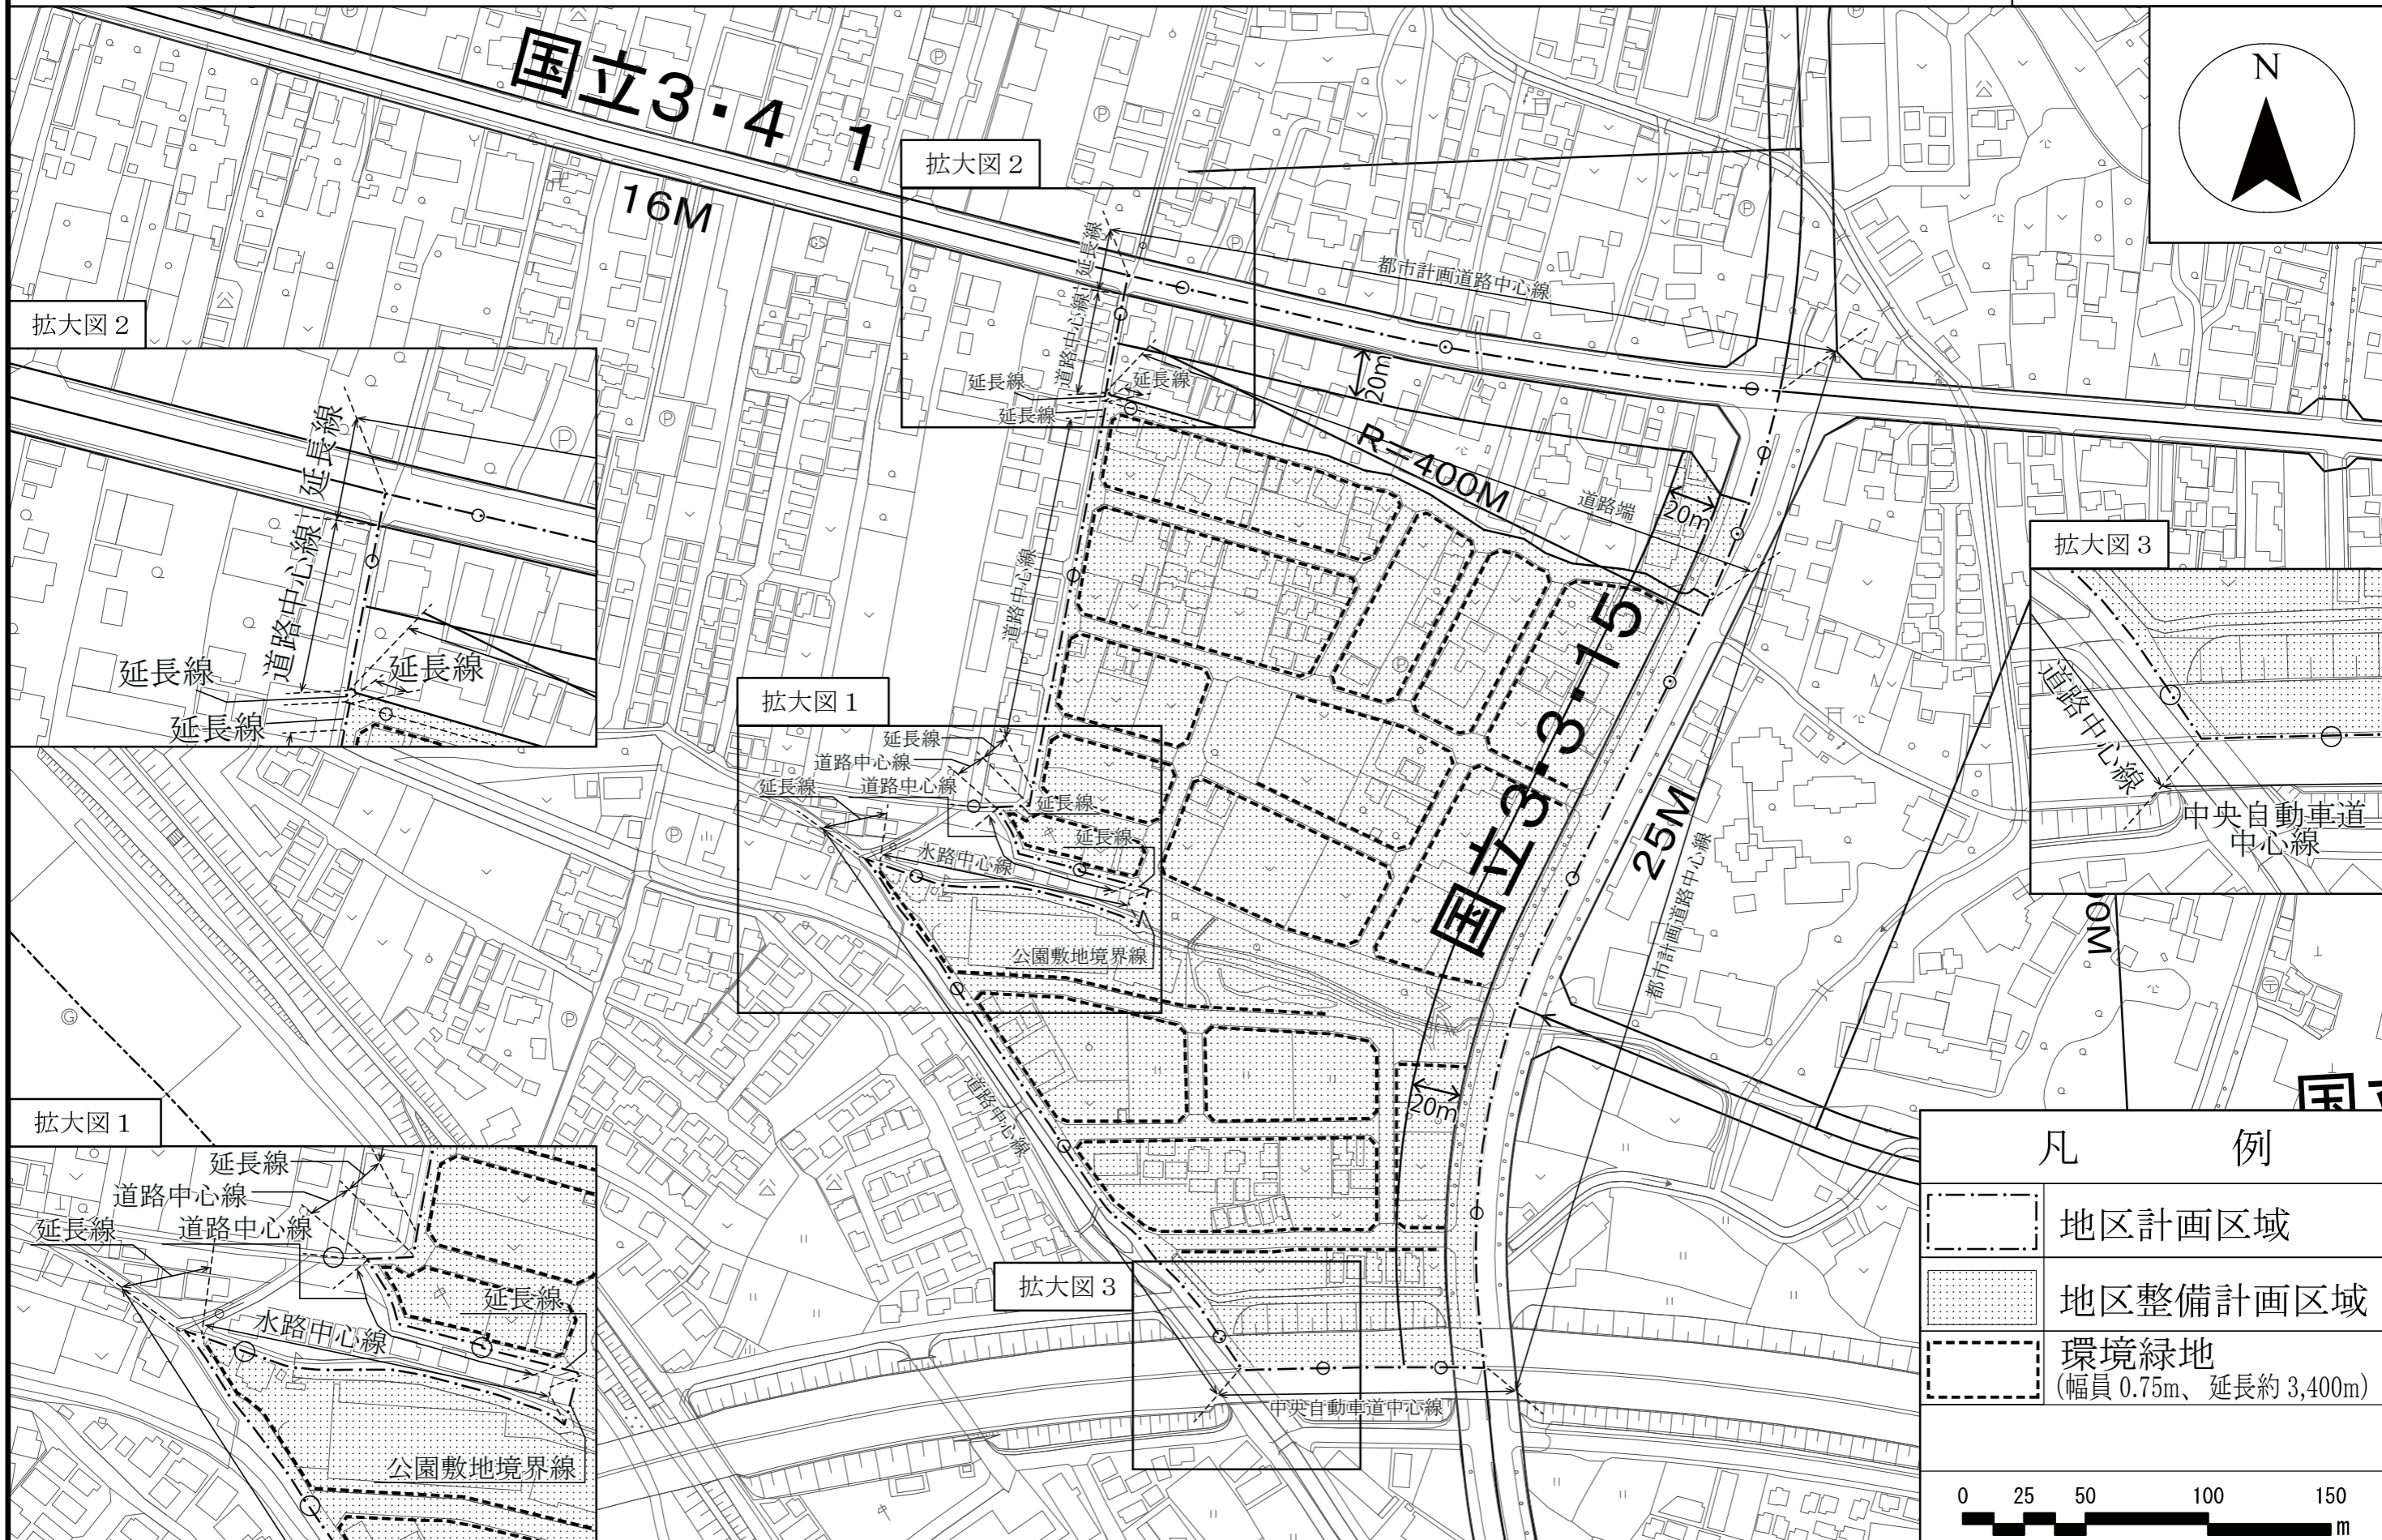 国立3・4 1
16M
N
拡大図2
延長線
都市計画道路中心線
道路中心線
延長線
延長線
延長線
20m
R=400M
道路端
20m
拡大図2
延長線
道路中心線
延長線
延長線
延長線
P
道路中心線
国立3・3・15
25M
都市計画道路中心線
拡大図3
道路中心線
中央自動車道
中心線
00M
拡大図1
延長線
道路中心線
延長線
道路中心線
延長線
延長線
水路中心線
公園敷地境界線
道路中心線
20m
拡大図3
中央自動車道中心線
拡大図1
延長線
道路中心線
延長線
道路中心線
延長線
水路中心線
公園敷地境界線
国
凡 例
地区計画区域
地区整備計画区域
環境緑地
(幅員 0.75m、延長約 3,400m)
0 25 50 100 150
m